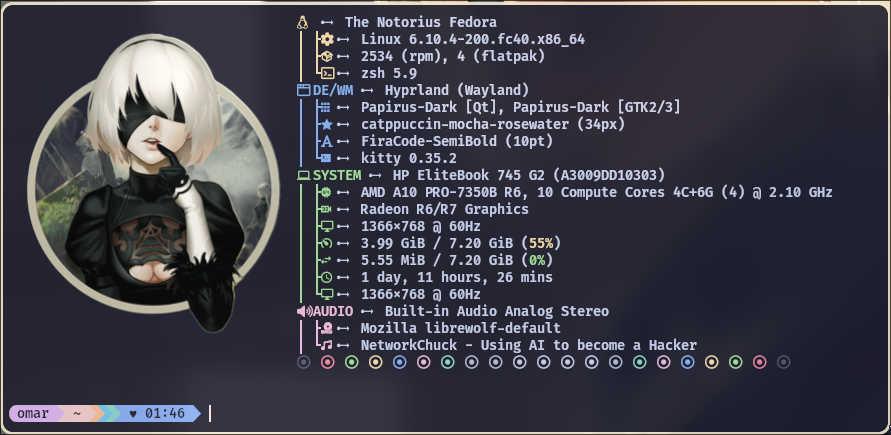 The Notorius Fedora
Linux 6.10.4-200.fc40.x86_64
2534 (rpm), 4 (flatpak)
zsh 5.9
DE/WM Hyprland (Wayland)
Papirus-Dark [Qt], Papirus-Dark [GTK2/3]
catppuccin-mocha-rosewater (34px)
FiraCode-SemiBold (10pt)
kitty 0.35.2
SYSTEM HP EliteBook 745 G2 (A3009DD10303)
AMD A10 PRO-7350B R6, 10 Compute Cores 4C+6G (4) @ 2.10 GHz
Radeon R6/R7 Graphics
1366×768 @ 60Hz
3.99 GiB / 7.20 GiB (55%)
5.55 MiB / 7.20 GiB (0%)
1 day, 11 hours, 26 mins
1366×768 @ 60Hz
AUDIO Built-in Audio Analog Stereo
Mozilla librewolf-default
NetworkChuck - Using AI to become a Hacker
omar ~ ♥ 01:46